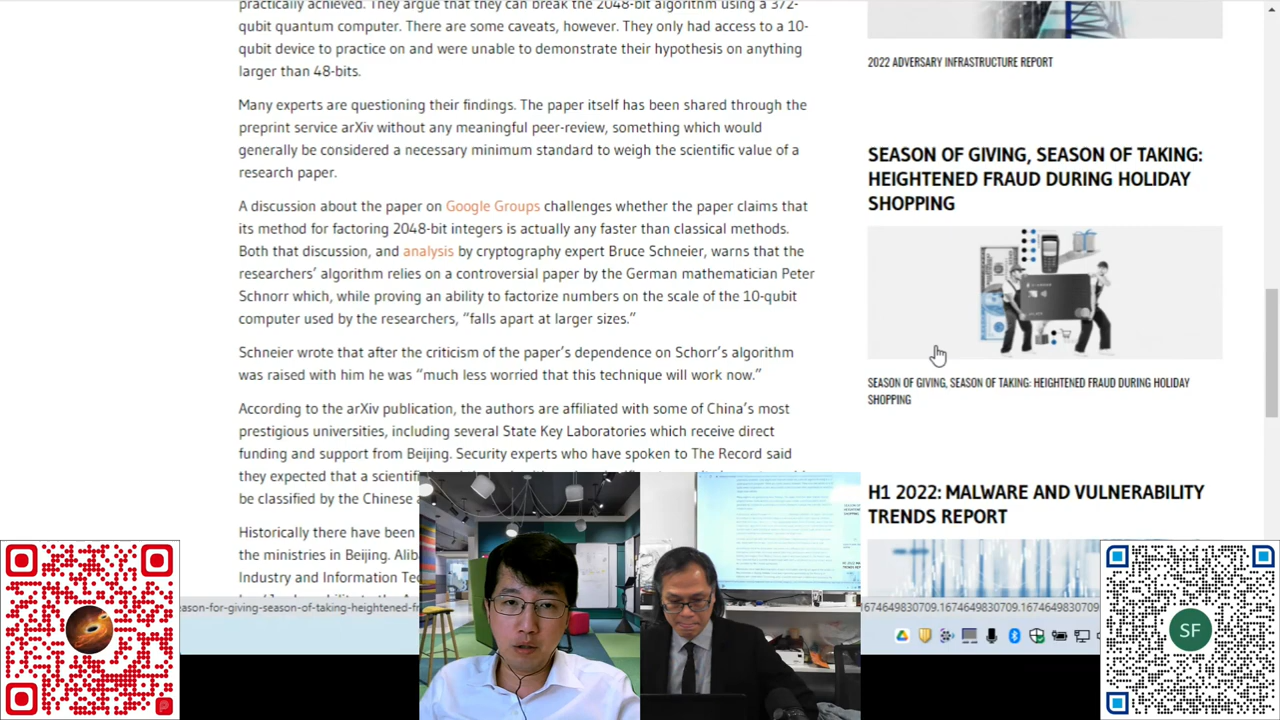 practically achieved. They argue that they can break the 2048-bit algorithm using a 372-
qubit quantum computer. There are some caveats, however. They only had access to a 10-
qubit device to practice on and were unable to demonstrate their hypothesis on anything
larger than 48-bits.
Many experts are questioning their findings. The paper itself has been shared through the
preprint service arXiv without any meaningful peer-review, something which would
generally be considered a necessary minimum standard to weigh the scientific value of a
research paper.
A discussion about the paper on Google Groups challenges whether the paper claims that
its method for factoring 2048-bit integers is actually any faster than classical methods.
Both that discussion, and analysis by cryptography expert Bruce Schneier, warns that the
researchers’ algorithm relies on a controversial paper by the German mathematician Peter
Schnorr which, while proving an ability to factorize numbers on the scale of the 10-qubit
computer used by the researchers, “falls apart at larger sizes.”
Schneier wrote that after the criticism of the paper’s dependence on Schorr’s algorithm
was raised with him he was “much less worried that this technique will work now.”
According to the arXiv publication, the authors are affiliated with some of China’s most
prestigious universities, including several State Key Laboratories which receive direct
funding and support from Beijing. Security experts who have spoken to The Record said
they expected that a scientif
be classified by the Chinese
Historically there have been
the ministries in Beijing. Alib
Industry and Information Tec
2022 ADVERSARY INFRASTRUCTURE REPORT
SEASON OF GIVING, SEASON OF TAKING:
HEIGHTENED FRAUD DURING HOLIDAY
SHOPPING
SEASON OF GIVING, SEASON OF TAKING: HEIGHTENED FRAUD DURING HOLIDAY
SHOPPING
H1 2022: MALWARE AND VULNERABILITY
TRENDS REPORT
eason-for-giving-season-of-taking-heightened-fr
1674649830709.1674649830709.
SF